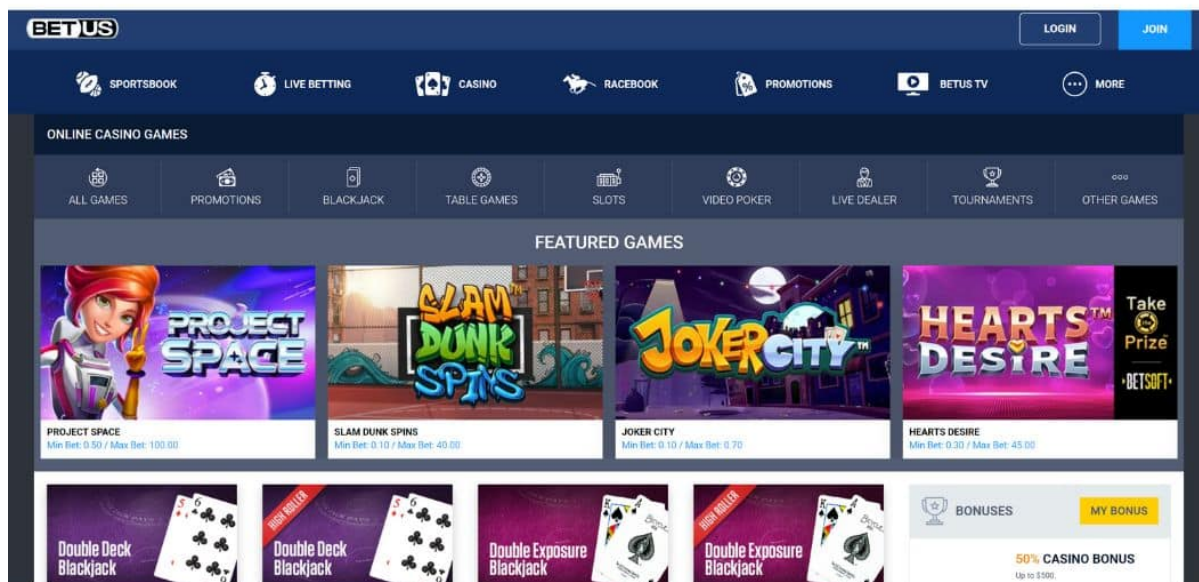 BETUS
LOGIN
JOIN
SPORTSBOOK
LIVE BETTING
CASINO
RACEBOOK
PROMOTIONS
BETUS TV
MORE
ONLINE CASINO GAMES
ALL GAMES
PROMOTIONS
BLACKJACK
TABLE GAMES
SLOTS
VIDEO POKER
LIVE DEALER
TOURNAMENTS
OTHER GAMES
FEATURED GAMES
PROJECT
SPACE
SLAM™
DUNK
SPINS
JOKER CITY™
HEARTS™
DESIRE
Take
Prize
BETSOFT
PROJECT SPACE
Min Bet: 0.50 / Max Bet: 100.00
SLAM DUNK SPINS
Min Bet: 0.10 / Max Bet: 40.00
JOKER CITY
Min Bet: 0.10 / Max Bet: 0.70
HEARTS DESIRE
Min Bet: 0.30 / Max Bet: 45.00
Double Deck
Blackjack
HIGH ROLLER
Double Deck
Blackjack
Double Exposure
Blackjack
HIGH ROLLER
Double Exposure
Blackjack
BONUSES
MY BONUS
50% CASINO BONUS
Up to $500.